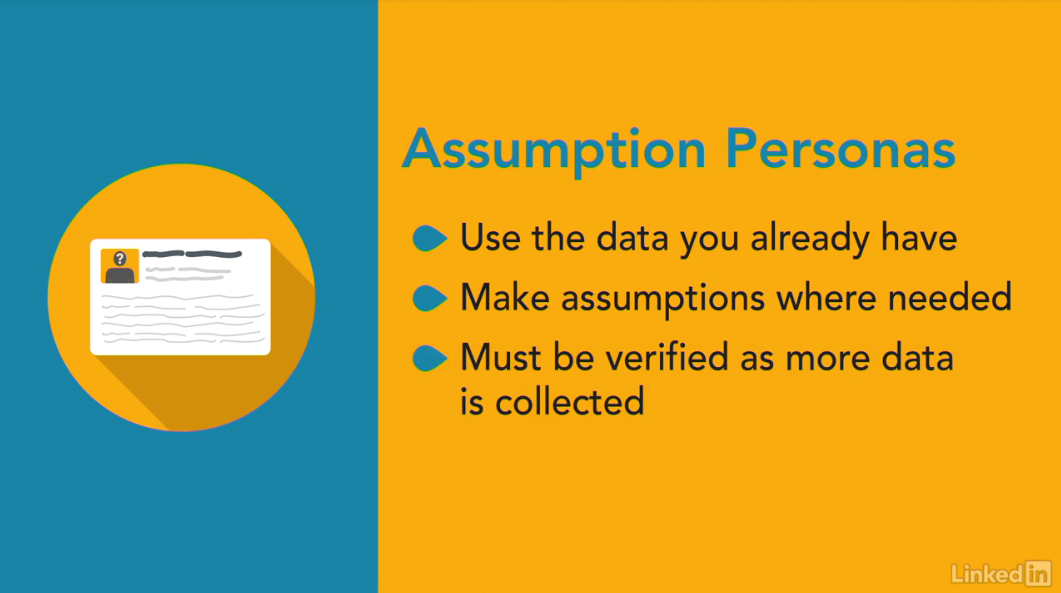 Assumption Personas
Use the data you already have
Make assumptions where needed
Must be verified as more data
is collected
?
LinkedIn